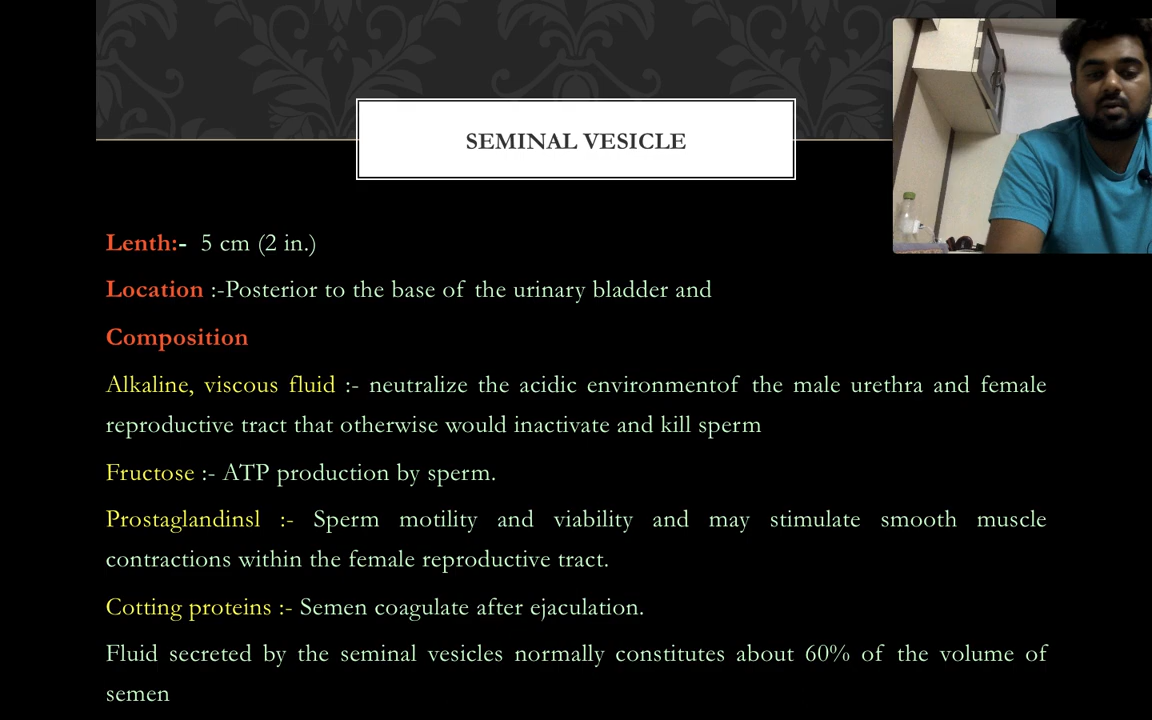 SEMINAL VESICLE
Lenth:- 5 cm (2 in.)
Location :-Posterior to the base of the urinary bladder and
Composition
Alkaline, viscous fluid :- neutralize the acidic environmentof the male urethra and female
reproductive tract that otherwise would inactivate and kill sperm
Fructose :- ATP production by sperm.
Prostaglandinsl :- Sperm motility and viability and may stimulate smooth muscle
contractions within the female reproductive tract.
Cotting proteins :- Semen coagulate after ejaculation.
Fluid secreted by the seminal vesicles normally constitutes about 60% of the volume of
semen